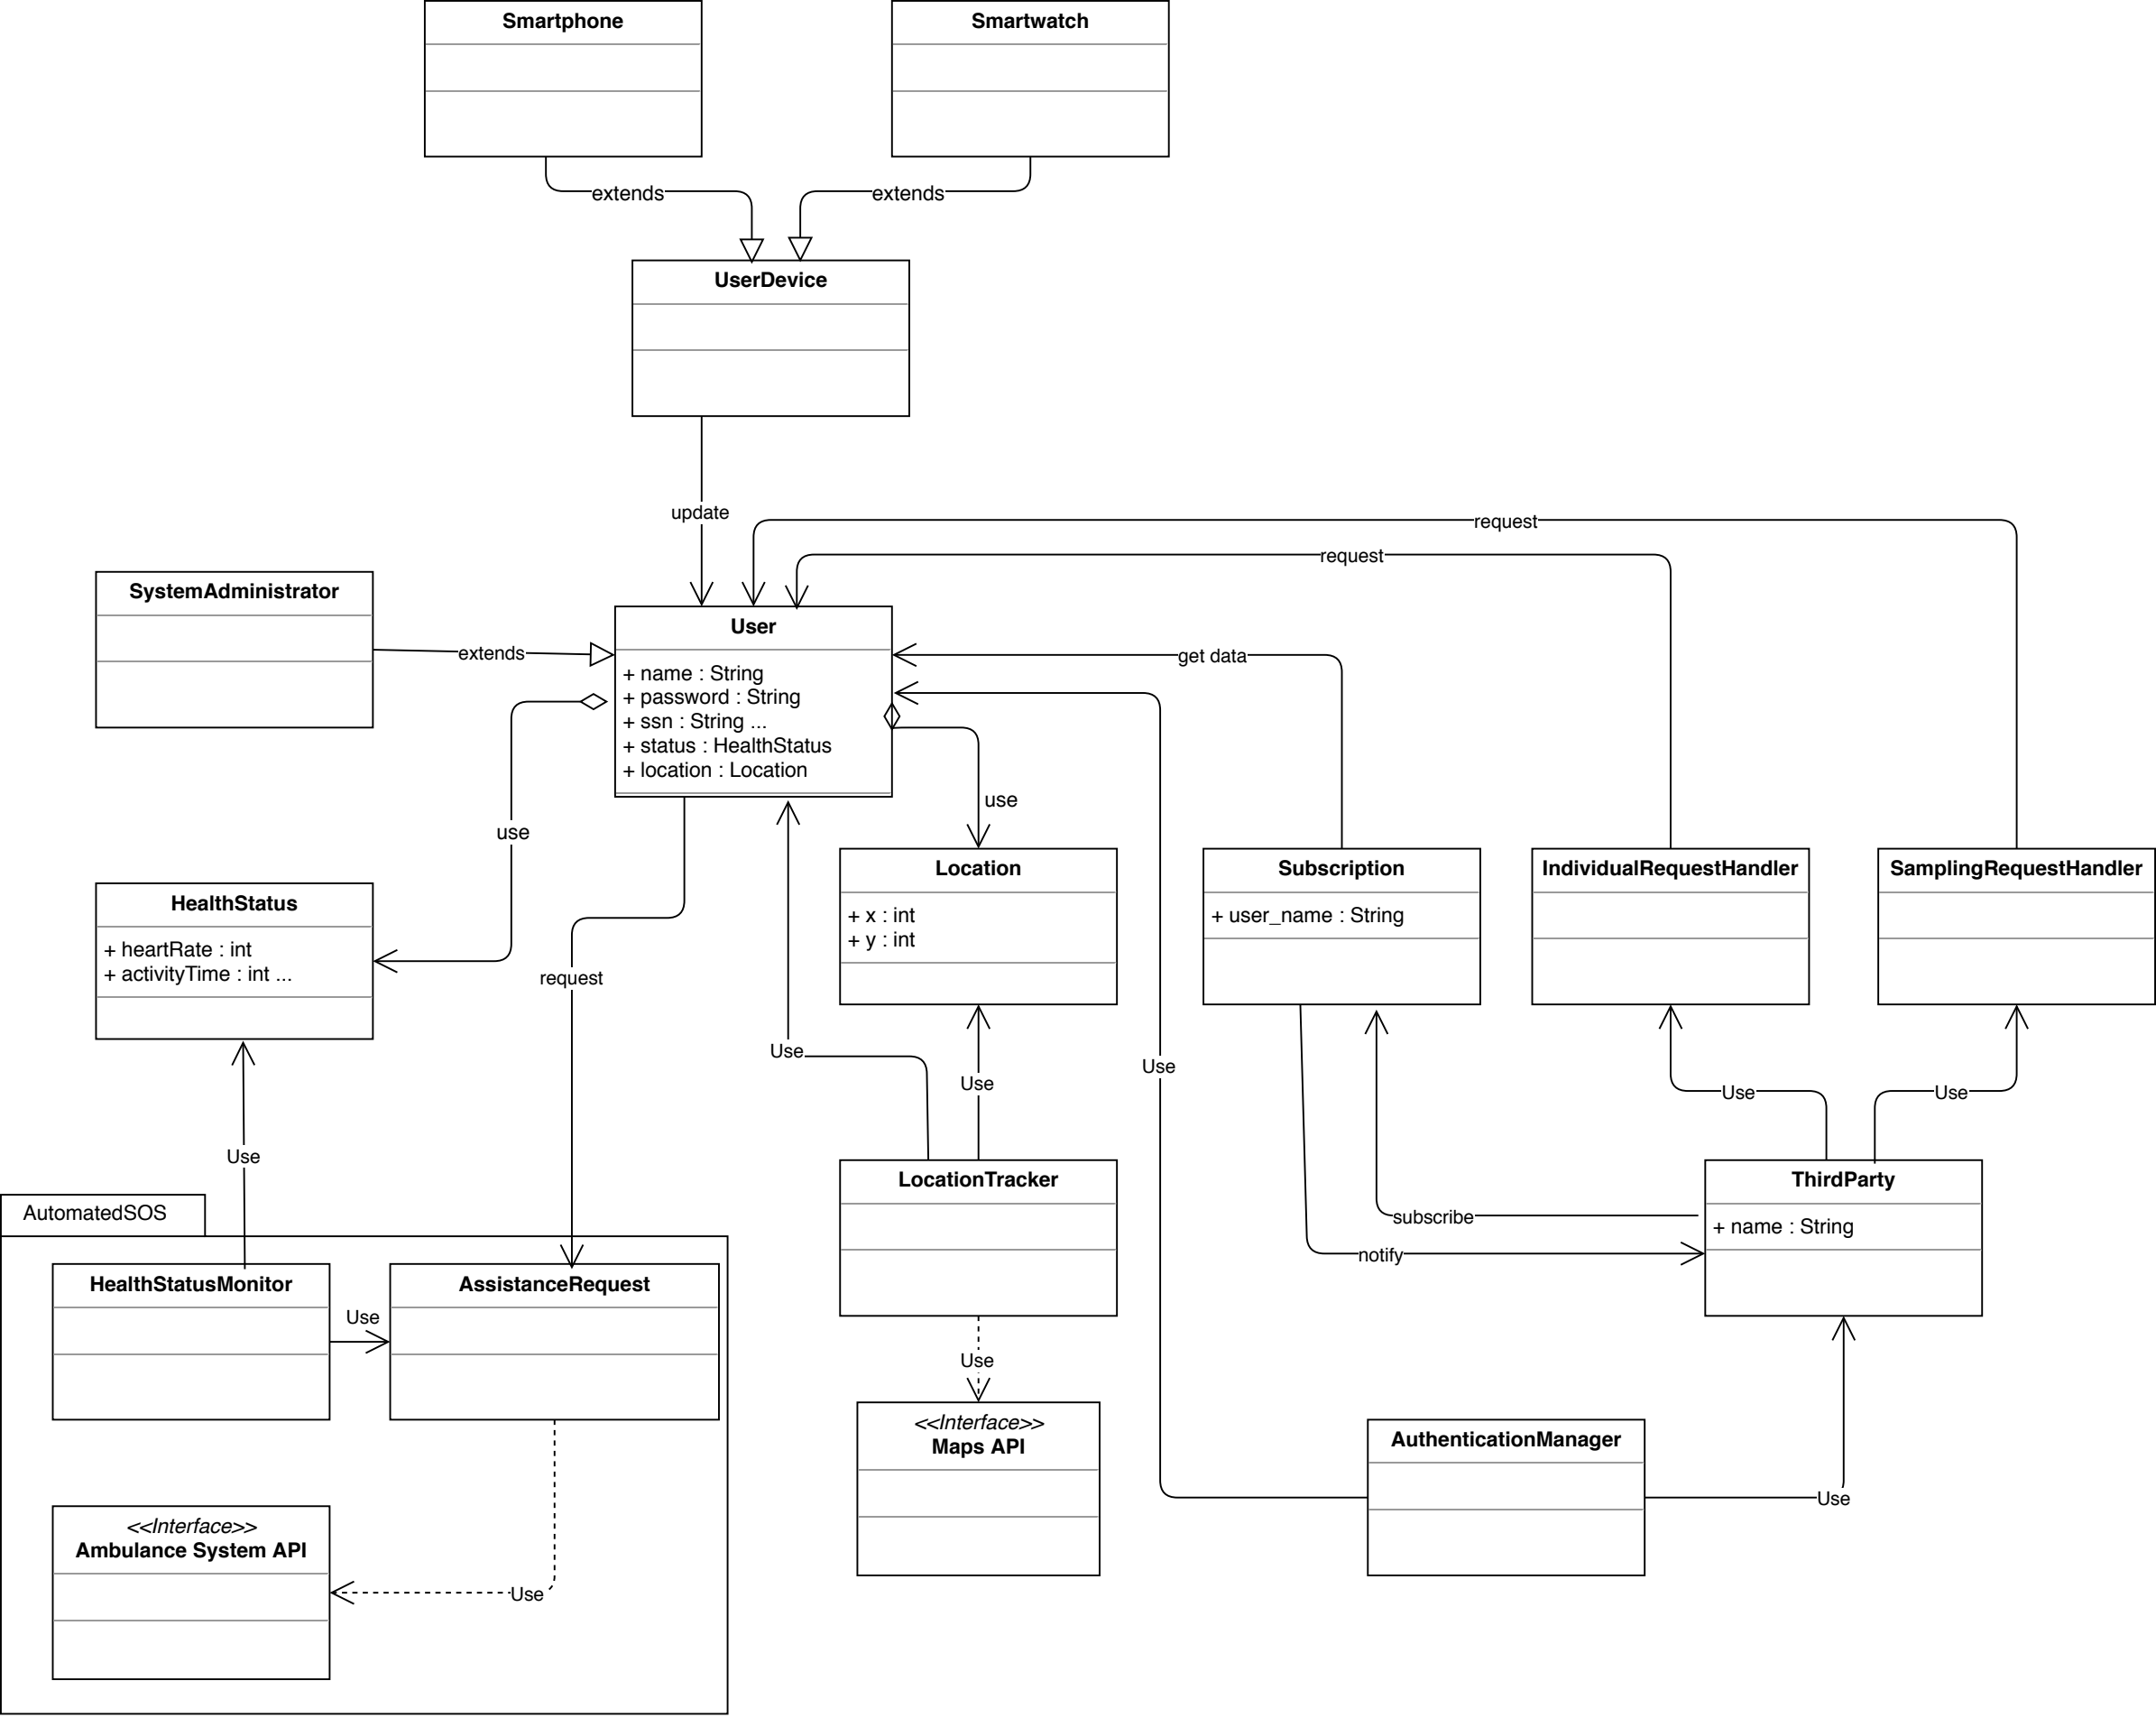 Smartphone
Smartwatch
extends
extends
UserDevice
update
request
request
SystemAdministrator
extends
User
+ name : String
+ password : String
+ ssn : String ...
+ status : HealthStatus
+ location : Location
get data
use
use
HealthStatus
+ heartRate : int
+ activityTime : int ...
Location
+ x : int
+ y : int
Subscription
+ user_name : String
IndividualRequestHandler
SamplingRequestHandler
request
Use
Use
Use
Use
Use
Use
LocationTracker
ThirdParty
+ name : String
subscribe
notify
AutomatedSOS
HealthStatusMonitor
Use
AssistanceRequest
Use
<<Interface>>
Maps API
AuthenticationManager
Use
<<Interface>>
Ambulance System API
Use